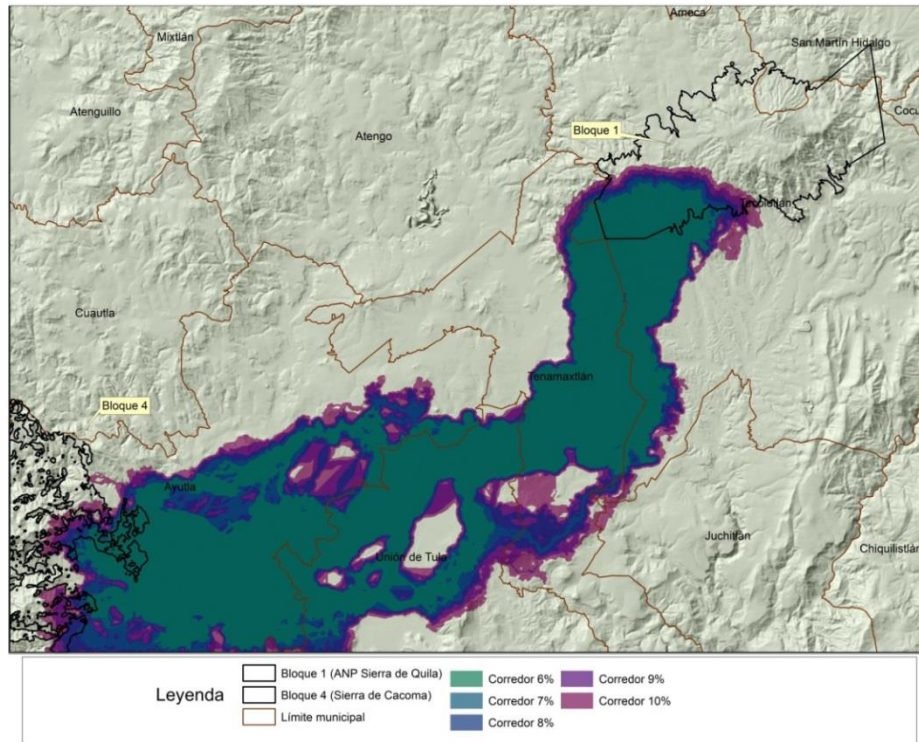 Ameca
Mixtlán
San Martín Hidalgo
Atenguillo
Atengo
Bloque 1
Cocu
Tecolotlán
Cuautla
Tenamaxtlán
Bloque 4
Ayutla
Unión de Tula
Juchitlán
Chiquilistlán
Leyenda
Bloque 1 (ANP Sierra de Quila)
Bloque 4 (Sierra de Cacoma)
Límite municipal
Corredor 6%
Corredor 7%
Corredor 8%
Corredor 9%
Corredor 10%